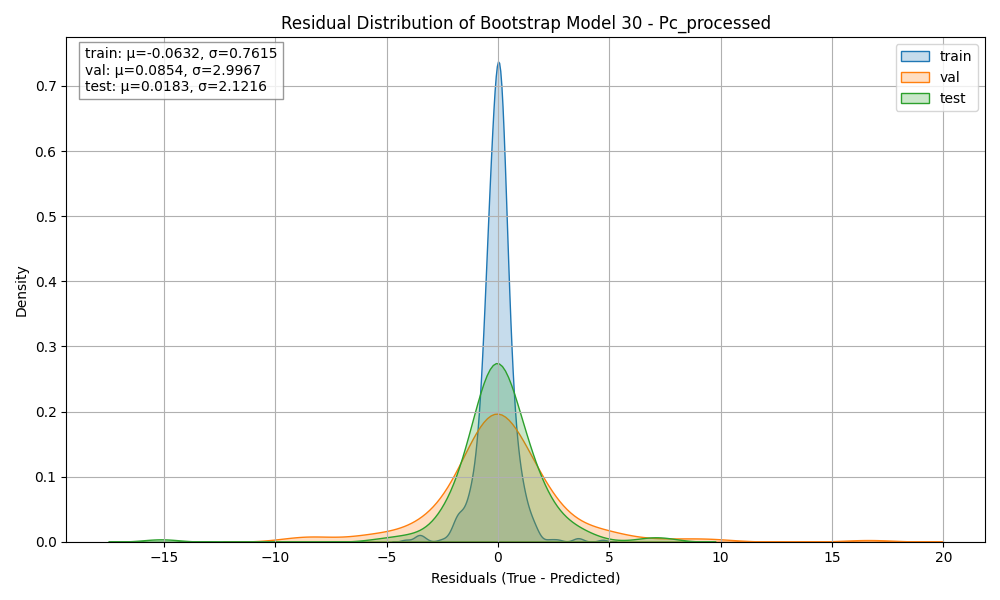 Residual Distribution of Bootstrap Model 30 - Pc_processed
train: μ=-0.0632, σ=0.7615
val: μ=0.0854, σ=2.9967
test: μ=0.0183, σ=2.1216
train
val
test
0.7
0.6
0.5
0.4
0.3
0.2
0.1
0.0
Density
−15
−10
−5
0
5
10
15
20
Residuals (True - Predicted)